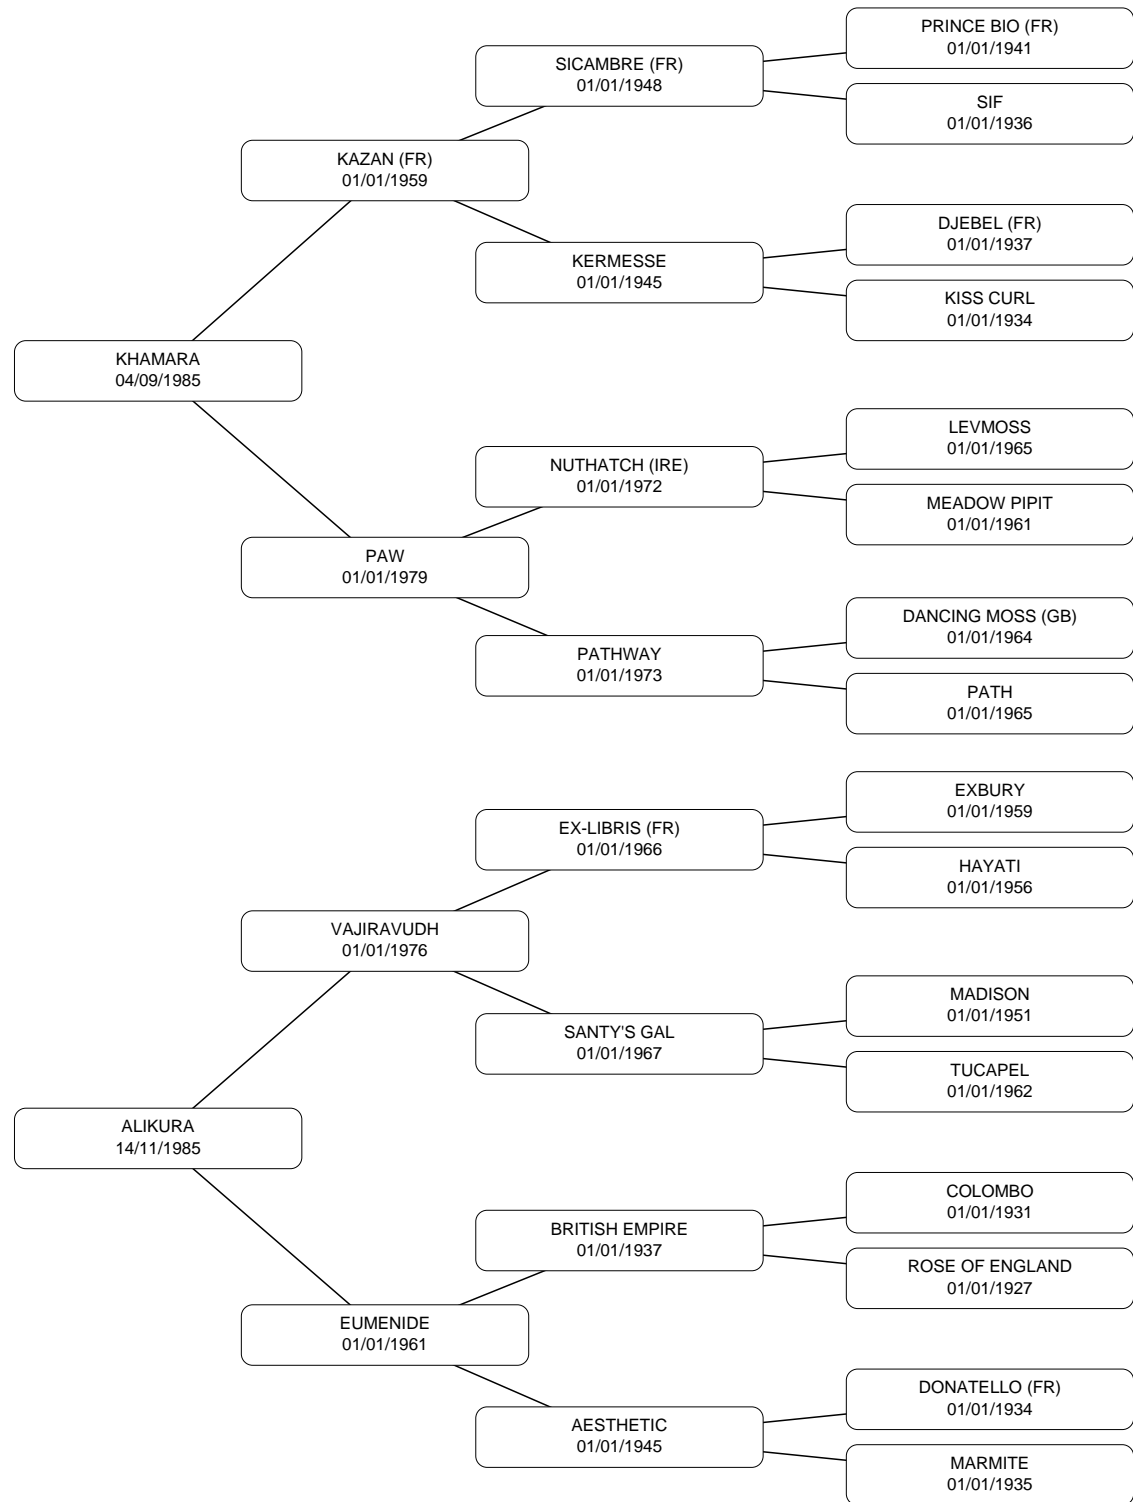 PRINCE BIO (FR)
01/01/1941
SICAMBRE (FR)
01/01/1948
SIF
01/01/1936
KAZAN (FR)
01/01/1959
DJEBEL (FR)
01/01/1937
KERMESSE
01/01/1945
KISS CURL
01/01/1934
KHAMARA
04/09/1985
LEVMOSS
01/01/1965
NUTHATCH (IRE)
01/01/1972
MEADOW PIPIT
01/01/1961
PAW
01/01/1979
DANCING MOSS (GB)
01/01/1964
PATHWAY
01/01/1973
PATH
01/01/1965
EXBURY
01/01/1959
EX-LIBRIS (FR)
01/01/1966
HAYATI
01/01/1956
VAJIRAVUDH
01/01/1976
MADISON
01/01/1951
SANTY'S GAL
01/01/1967
TUCAPEL
01/01/1962
ALIKURA
14/11/1985
COLOMBO
01/01/1931
BRITISH EMPIRE
01/01/1937
ROSE OF ENGLAND
01/01/1927
EUMENIDE
01/01/1961
DONATELLO (FR)
01/01/1934
AESTHETIC
01/01/1945
MARMITE
01/01/1935